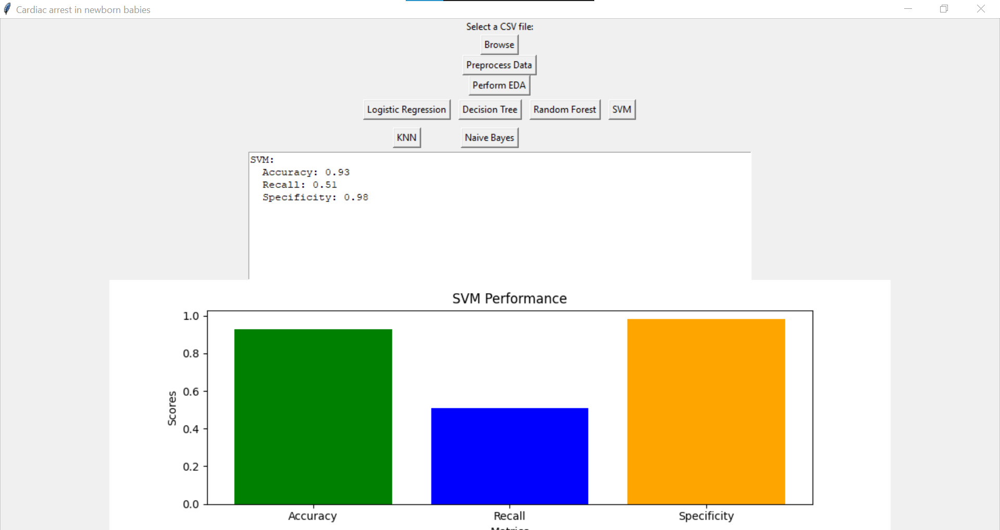 Cardiac arrest in newborn babies
Select a CSV file:
Browse
Preprocess Data
Perform EDA
Logistic Regression Decision Tree Random Forest SVM
KNN Naive Bayes
SVM:
Accuracy: 0.93
Recall: 0.51
Specificity: 0.98
SVM Performance
1.0
0.8
0.6
0.4
0.2
0.0
Scores
Accuracy Recall Specificity